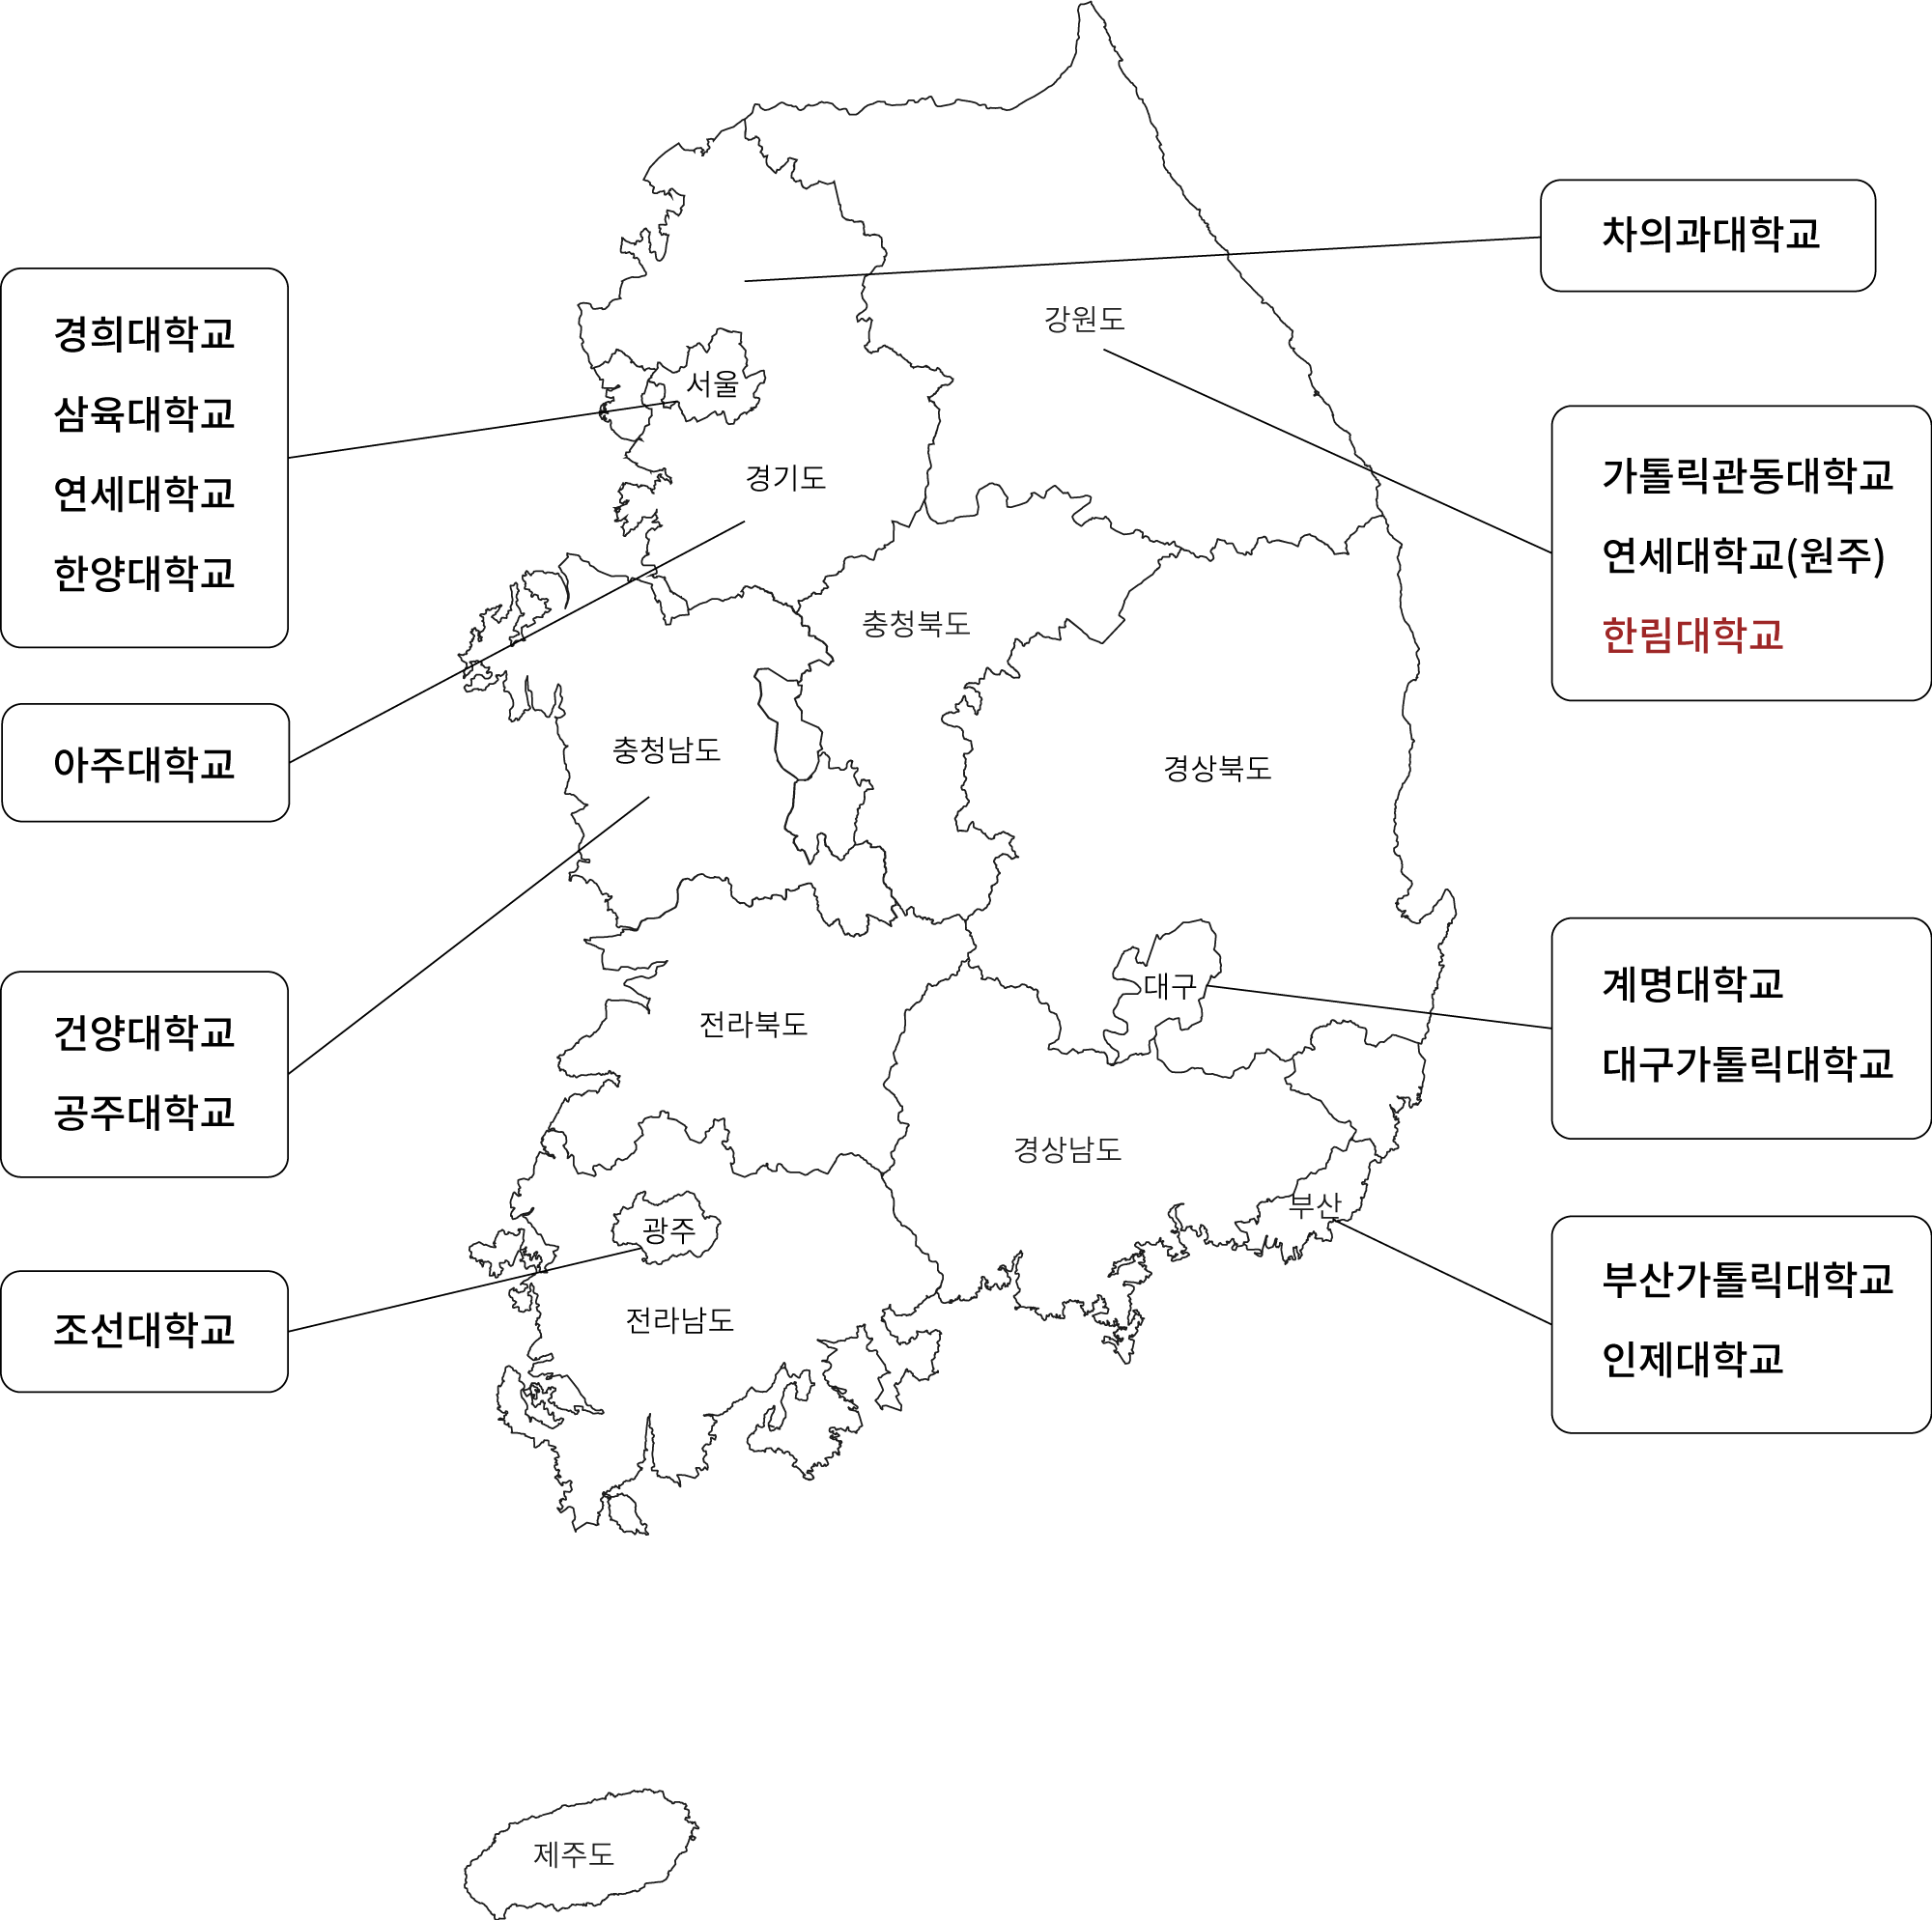 차의과대학교
경희대학교
삼육대학교
연세대학교
한양대학교
강원도
서울
경기도
가톨릭관동대학교
연세대학교(원주)
한림대학교
충청북도
아주대학교
충청남도
경상북도
건양대학교
공주대학교
전라북도
대구
계명대학교
대구가톨릭대학교
경상남도
부산
광주
조선대학교
전라남도
부산가톨릭대학교
인제대학교
제주도